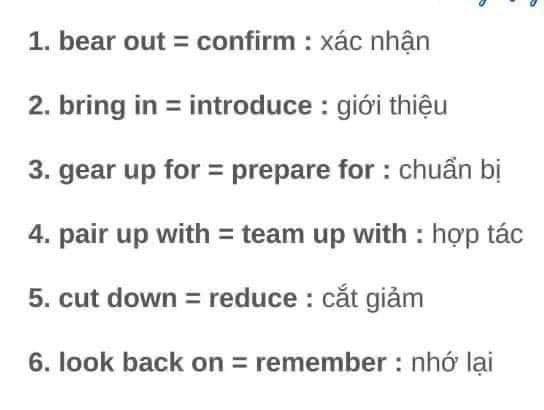 1. bear out = confirm : xác nhận
2. bring in = introduce : giới thiệu
3. gear up for = prepare for : chuẩn bị
4. pair up with = team up with : hợp tác
5. cut down = reduce : cắt giảm
6. look back on = remember : nhớ lại